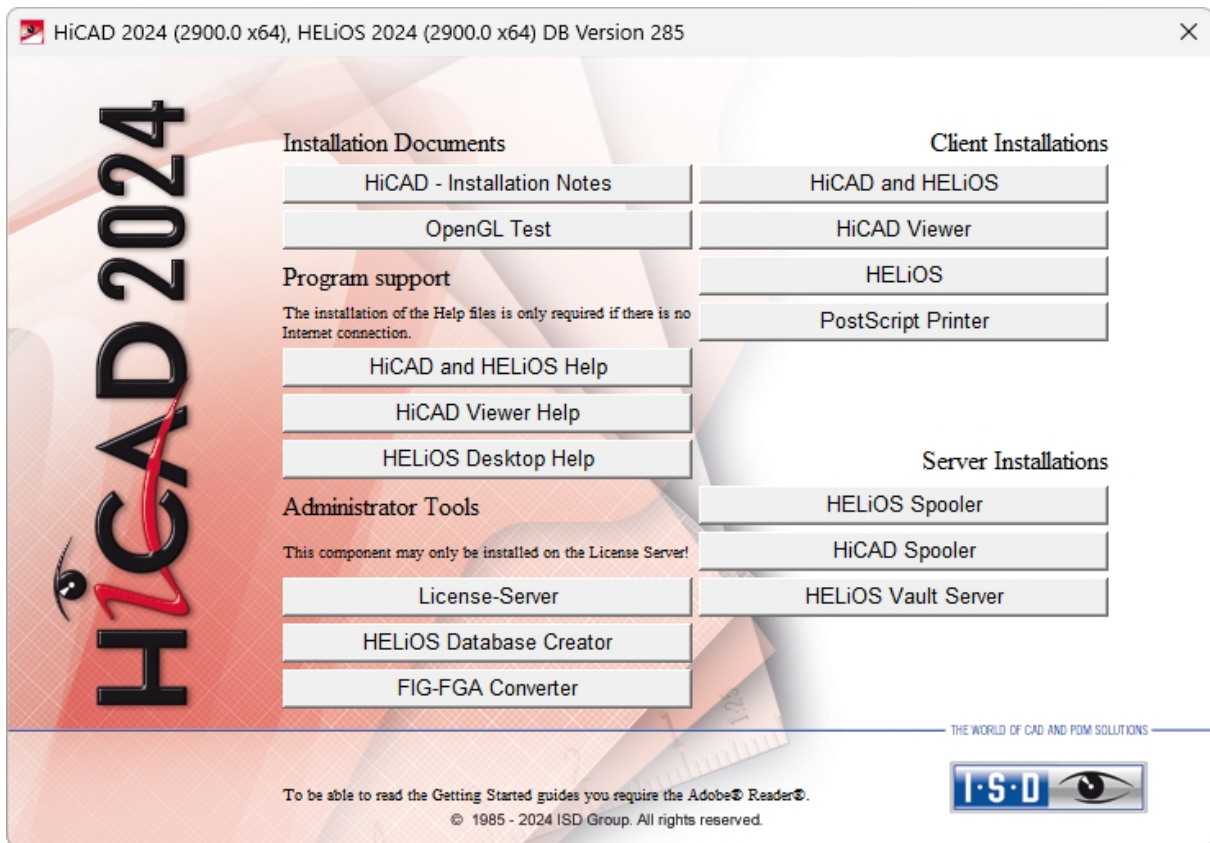 HiCAD 2024 (2900.0 x64), HELiOS 2024 (2900.0 x64) DB Version 285
HiCAD 2024
Installation Documents
HiCAD - Installation Notes
OpenGL Test
Program support
The installation of the Help files is only required if there is no
Internet connection.
HiCAD and HELiOS Help
HiCAD Viewer Help
HELiOS Desktop Help
Administrator Tools
This component may only be installed on the License Server!
License-Server
HELiOS Database Creator
FIG-FGA Converter
Client Installations
HiCAD and HELiOS
HiCAD Viewer
HELiOS
PostScript Printer
Server Installations
HELiOS Spooler
HiCAD Spooler
HELiOS Vault Server
THE WORLD OF CAD AND PDM SOLUTIONS
I·S·D
To be able to read the Getting Started guides you require the Adobe® Reader®.
© 1985 - 2024 ISD Group. All rights reserved.